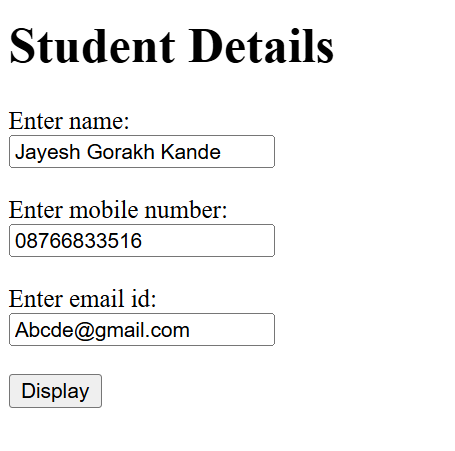 Student Details
Enter name:
Jayesh Gorakh Kande
Enter mobile number:
08766833516
Enter email id:
Abcde@gmail.com
Display